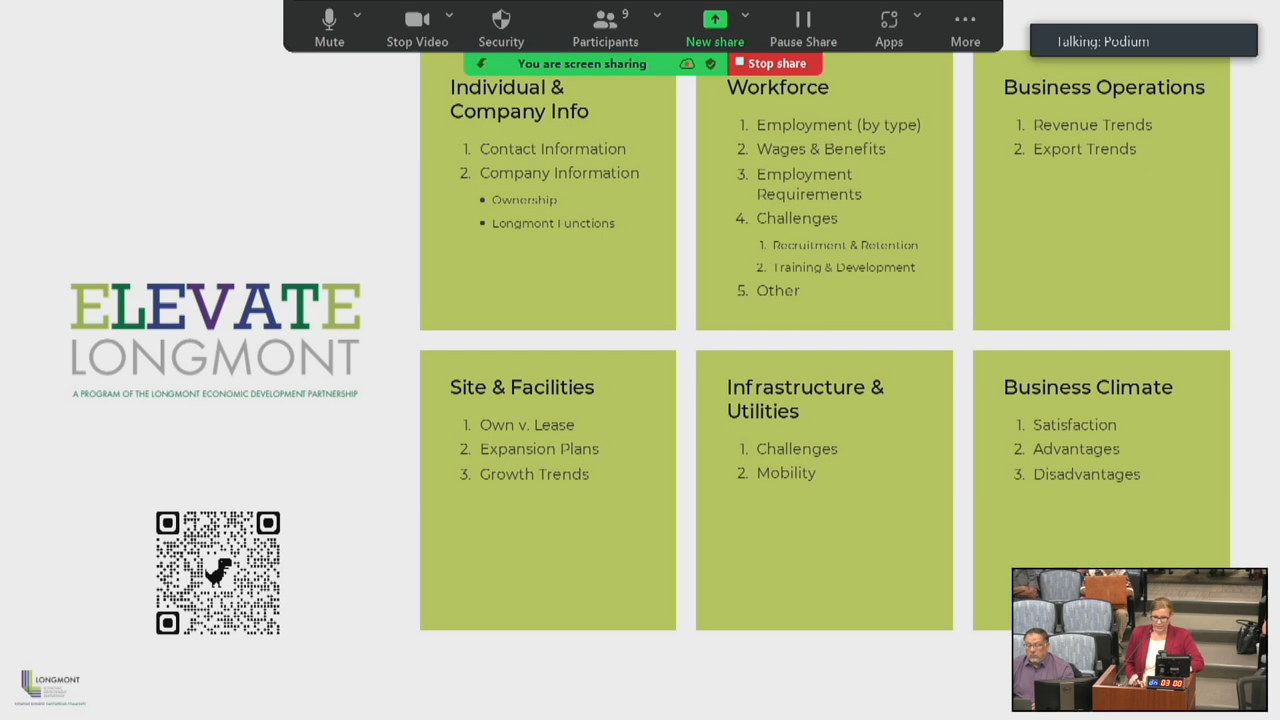 Mute
Stop Video
Security
9
Participants
New share
Pause Share
Apps
More
Talking: Podium
You are screen sharing
Stop share
Individual &
Company Info
1. Contact Information
2. Company Information
• Ownership
• Longmont Functions
Workforce
1. Employment (by type)
2. Wages & Benefits
3. Employment
Requirements
4. Challenges
1. Recruitment & Retention
2. Training & Development
5. Other
Business Operations
1. Revenue Trends
2. Export Trends
ELEVATE
LONGMONT
A PROGRAM OF THE LONGMONT ECONOMIC DEVELOPMENT PARTNERSHIP
Site & Facilities
1. Own v. Lease
2. Expansion Plans
3. Growth Trends
Infrastructure &
Utilities
1. Challenges
2. Mobility
Business Climate
1. Satisfaction
2. Advantages
3. Disadvantages
03 00
LONGMONT
ECONOMIC
DEVELOPMENT
PARTNERSHIP